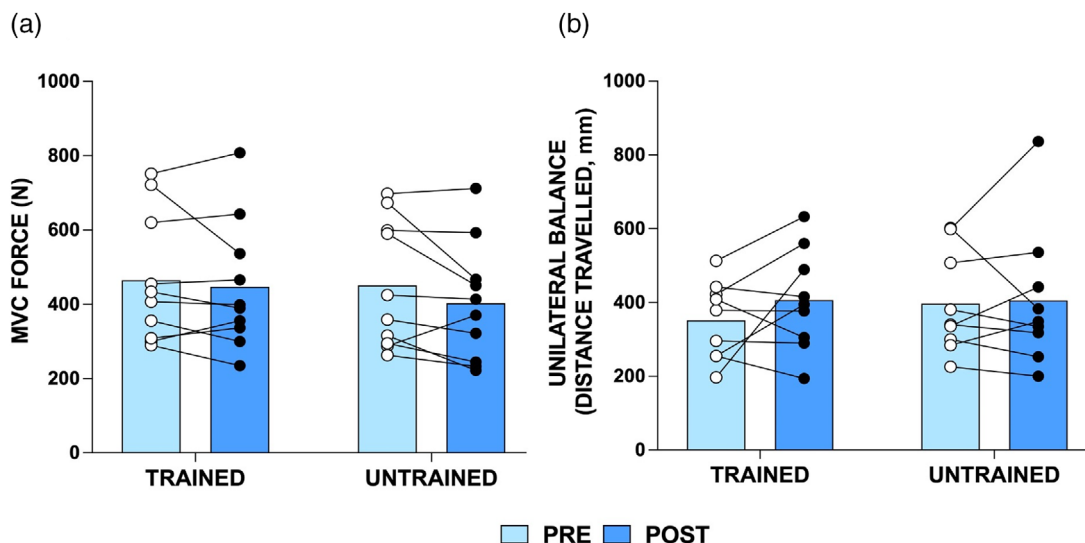 (a)
MVC FORCE (N)
1000
800
600
400
200
0
TRAINED
UNTRAINED
(b)
UNILATERAL BALANCE
(DISTANCE TRAVELLED, mm)
1000
800
600
400
200
0
TRAINED
UNTRAINED
PRE
POST